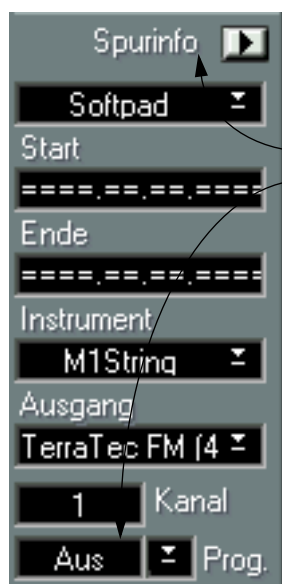 Spurinfo
Softpad
Start
====.==.==.====
Ende
====.==.==.====
Instrument
M1String
Ausgang
TerraTec FM (4
1 Kanal
Aus Prog.